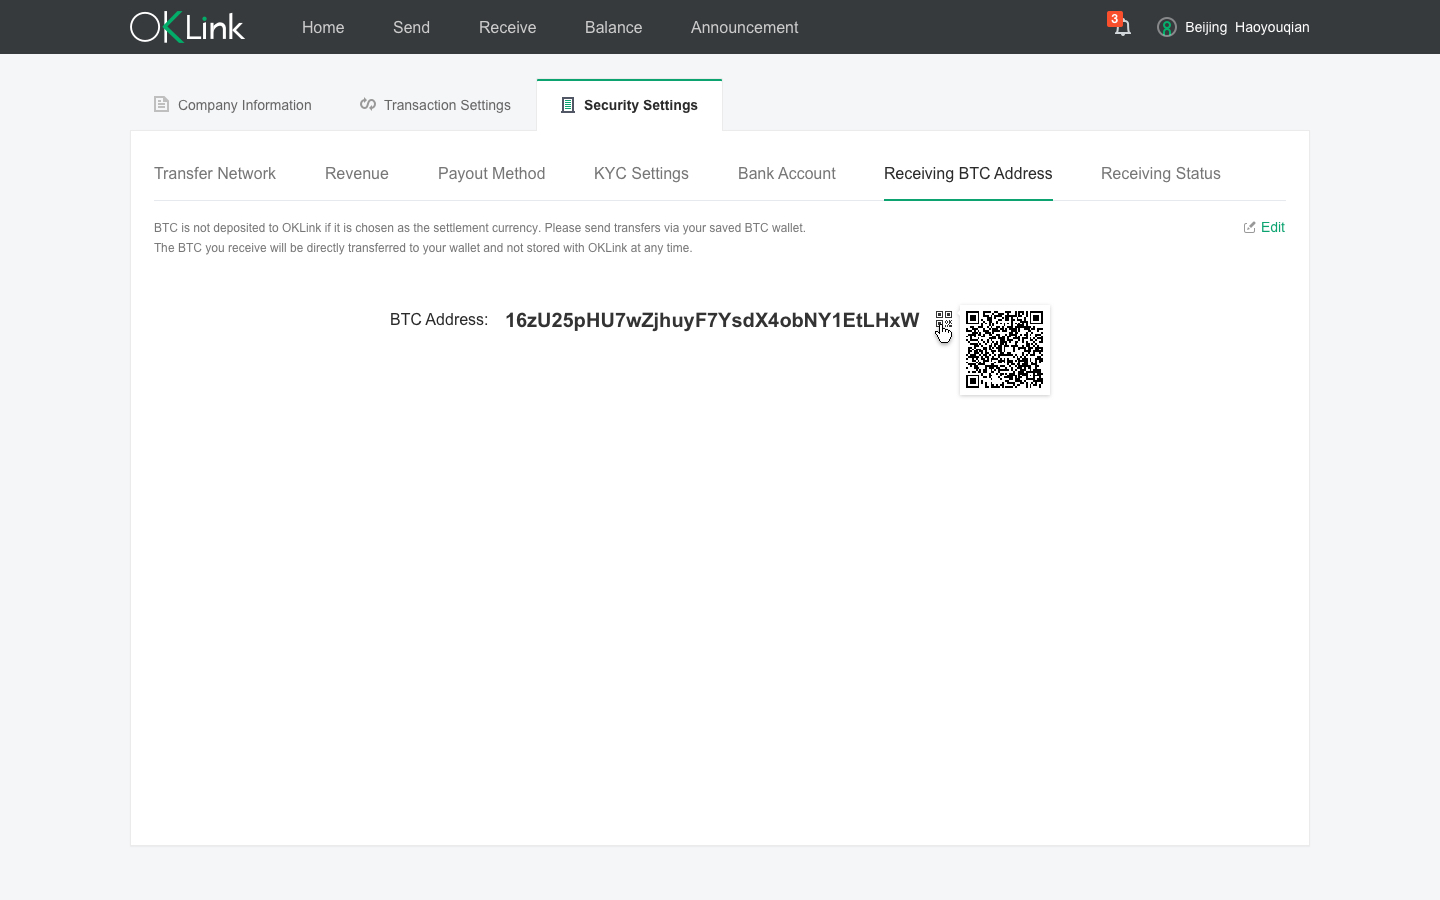 OKLink Home Send Receive Balance Announcement 3 Beijing Haoyouqian
Company Information Transaction Settings Security Settings
Transfer Network Revenue Payout Method KYC Settings Bank Account Receiving BTC Address Receiving Status
BTC is not deposited to OKLink if it is chosen as the settlement currency. Please send transfers via your saved BTC wallet. Edit
The BTC you receive will be directly transferred to your wallet and not stored with OKLink at any time.
BTC Address: 16zU25pHU7wZjhuyF7YsdX4obNY1EtLHxW